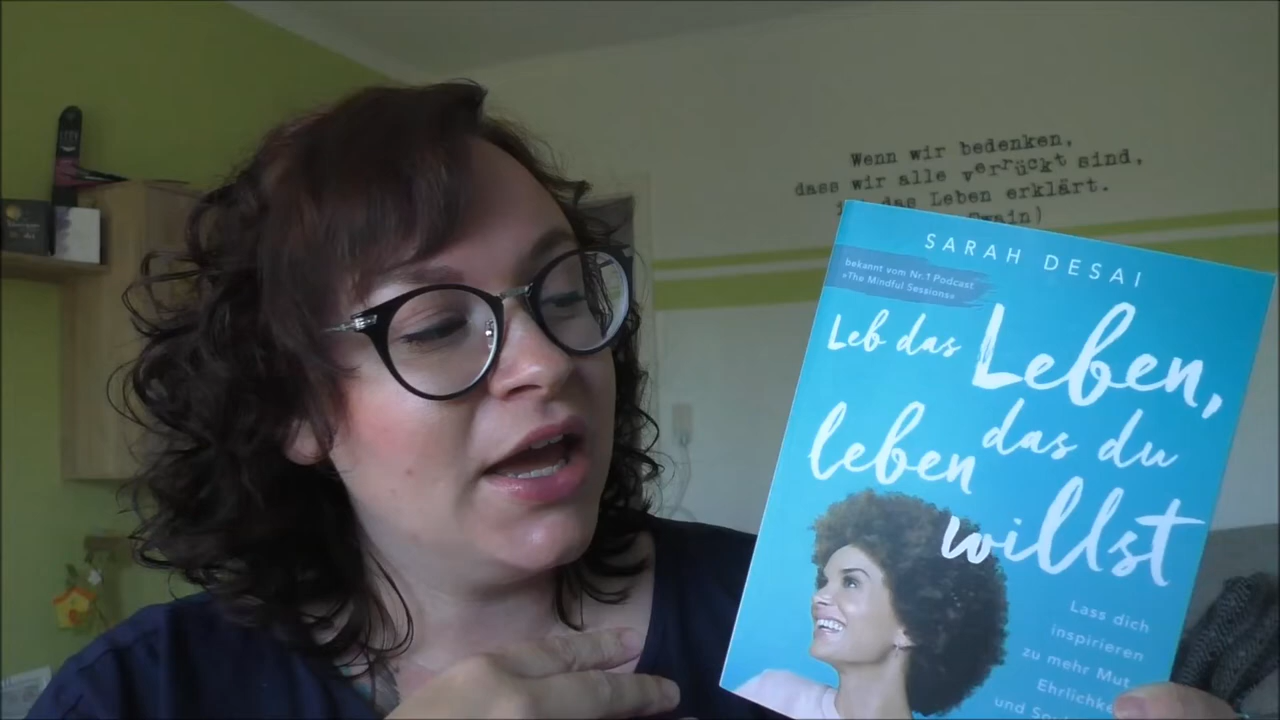 Wenn wir bedenken,
dass wir alle verrückt sind,
das Leben erklärt.
SARAH DESAI
bekannt vom Nr.1 Podcast
»The Mindful Sessions«
Leb das Leben,
das du
leben
willst
Lass dich
inspirieren
zu mehr Mut